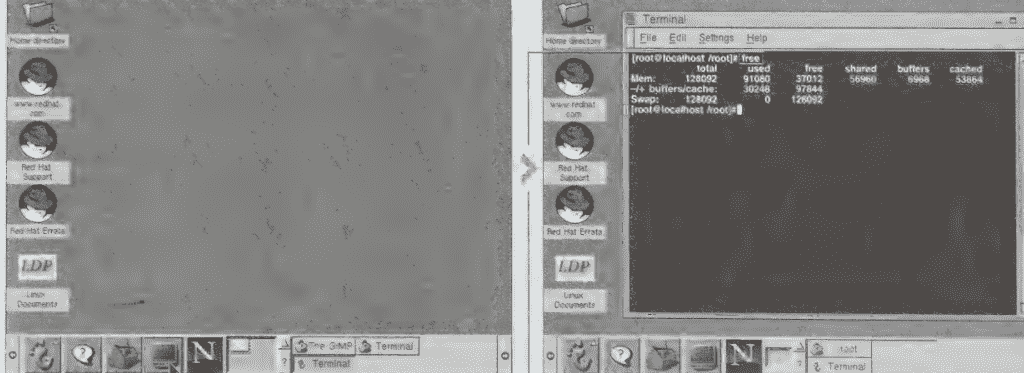 Home directory
www.redhat.
com
Red Hat
Support
Red Hat Errata
LDP
Linux
Documents
N
The GIMP
Terminal
Terminal
Terminal
File Edit Settings Help
[root@localhost /root]# free
total used free shared buffers cached
Mem: 128092 91080 37012 56960 6968 53864
-/+ buffers/cache: 30248 97844
Swap: 128092 0 128092
[root@localhost /root]#
Home directory
www.redhat.
com
Red Hat
Support
Red Hat Errata
LDP
Linux
Documents
N
root
Terminal